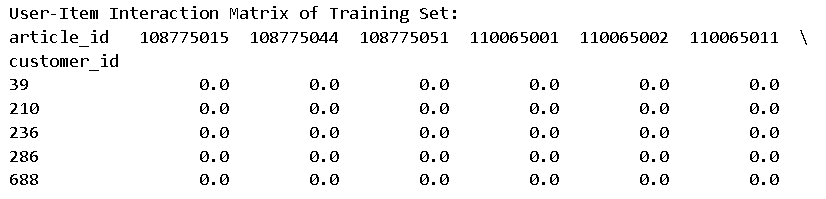 User-Item Interaction Matrix of Training Set:
article_id 108775015 108775044 108775051 110065001 110065002 110065011 \
customer_id
39 0.0 0.0 0.0 0.0 0.0 0.0
210 0.0 0.0 0.0 0.0 0.0 0.0
236 0.0 0.0 0.0 0.0 0.0 0.0
286 0.0 0.0 0.0 0.0 0.0 0.0
688 0.0 0.0 0.0 0.0 0.0 0.0